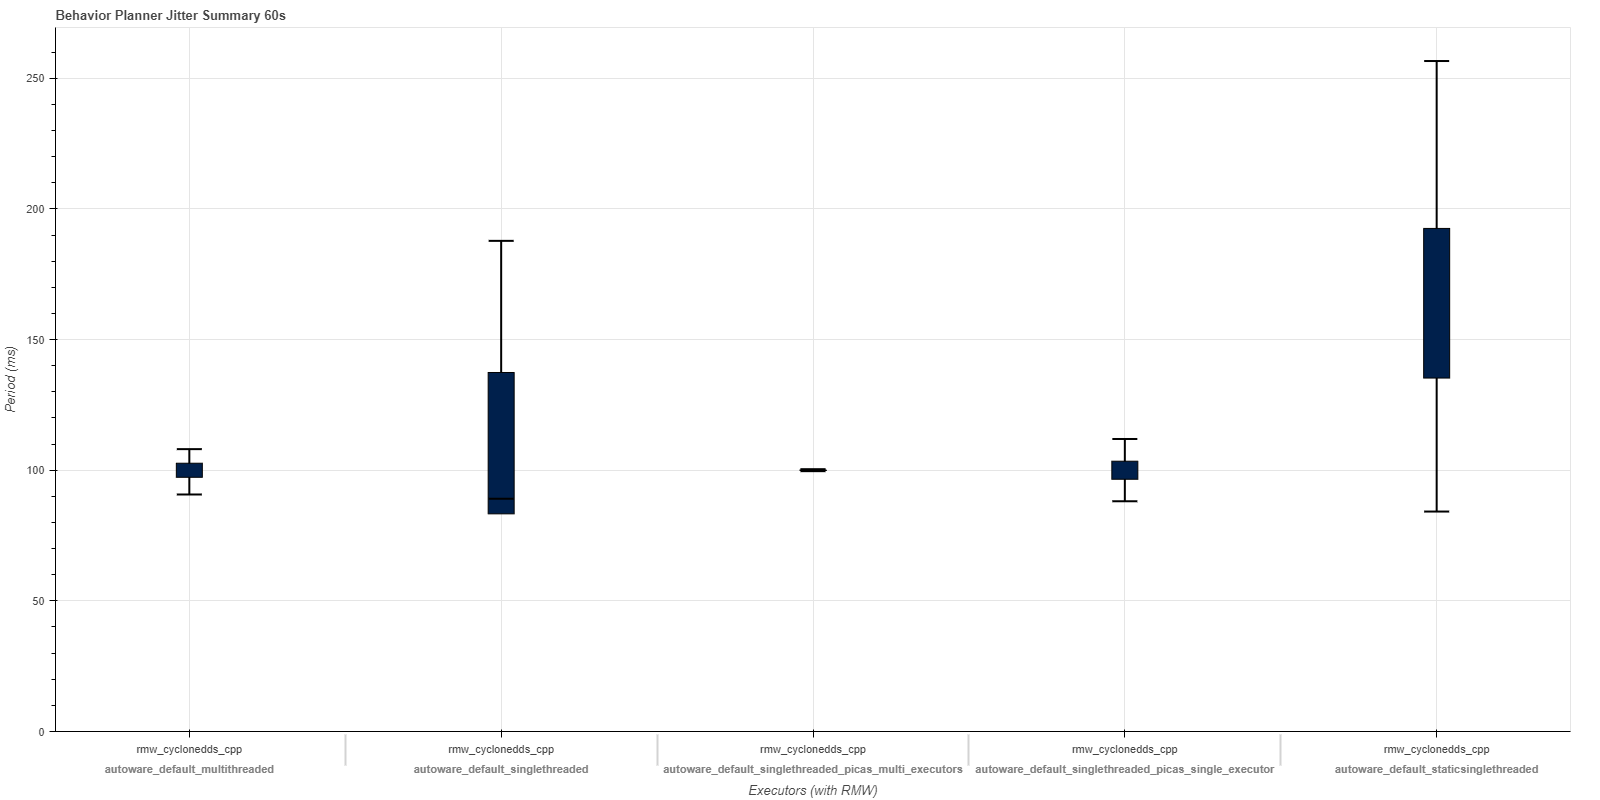 Behavior Planner Jitter Summary 60s
250
200
150
100
50
0
Period (ms)
rmw_cyclonedds_cpp rmw_cyclonedds_cpp rmw_cyclonedds_cpp rmw_cyclonedds_cpp rmw_cyclonedds_cpp
autoware_default_multithreaded autoware_default_singlethreaded autoware_default_singlethreaded_picas_multi_executors autoware_default_singlethreaded_picas_single_executor autoware_default_staticsinglethreaded
Executors (with RMW)